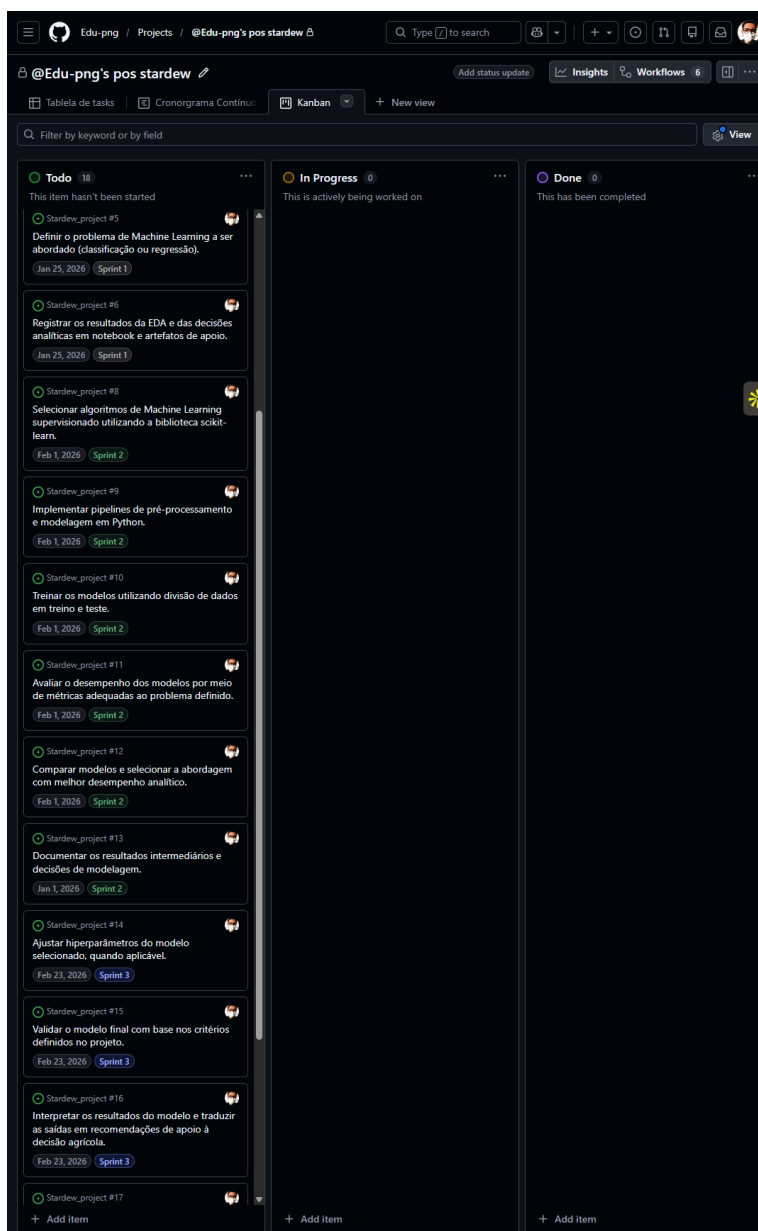 Edu-png / Projects / @Edu-png's pos stardew
Type / to search
@Edu-png's pos stardew
Add status update
Insights
Workflows 6
Tablela de tasks
Cronorgrama Contínuo
Kanban
New view
Filter by keyword or by field
View
Todo 18
This item hasn't been started
Stardew_project #5
Definir o problema de Machine Learning a ser
abordado (classificação ou regressão).
Jan 25, 2026 Sprint 1
Stardew_project #6
Registrar os resultados da EDA e das decisões
analíticas em notebook e artefatos de apoio.
Jan 25, 2026 Sprint 1
Stardew_project #8
Selecionar algoritmos de Machine Learning
supervisionado utilizando a biblioteca scikit-
learn.
Feb 1, 2026 Sprint 2
Stardew_project #9
Implementar pipelines de pré-processamento
e modelagem em Python.
Feb 1, 2026 Sprint 2
Stardew_project #10
Treinar os modelos utilizando divisão de dados
em treino e teste.
Feb 1, 2026 Sprint 2
Stardew_project #11
Avaliar o desempenho dos modelos por meio
de métricas adequadas ao problema definido.
Feb 1, 2026 Sprint 2
Stardew_project #12
Comparar modelos e selecionar a abordagem
com melhor desempenho analítico.
Feb 1, 2026 Sprint 2
Stardew_project #13
Documentar os resultados intermediários e
decisões de modelagem.
Jan 1, 2026 Sprint 2
Stardew_project #14
Ajustar hiperparâmetros do modelo
selecionado, quando aplicável.
Feb 23, 2026 Sprint 3
Stardew_project #15
Validar o modelo final com base nos critérios
definidos no projeto.
Feb 23, 2026 Sprint 3
Stardew_project #16
Interpretar os resultados do modelo e traduzir
as saídas em recomendações de apoio à
decisão agrícola.
Feb 23, 2026 Sprint 3
Stardew_project #17
+ Add item
In Progress 0
This is actively being worked on
+ Add item
Done 0
This has been completed
+ Add item